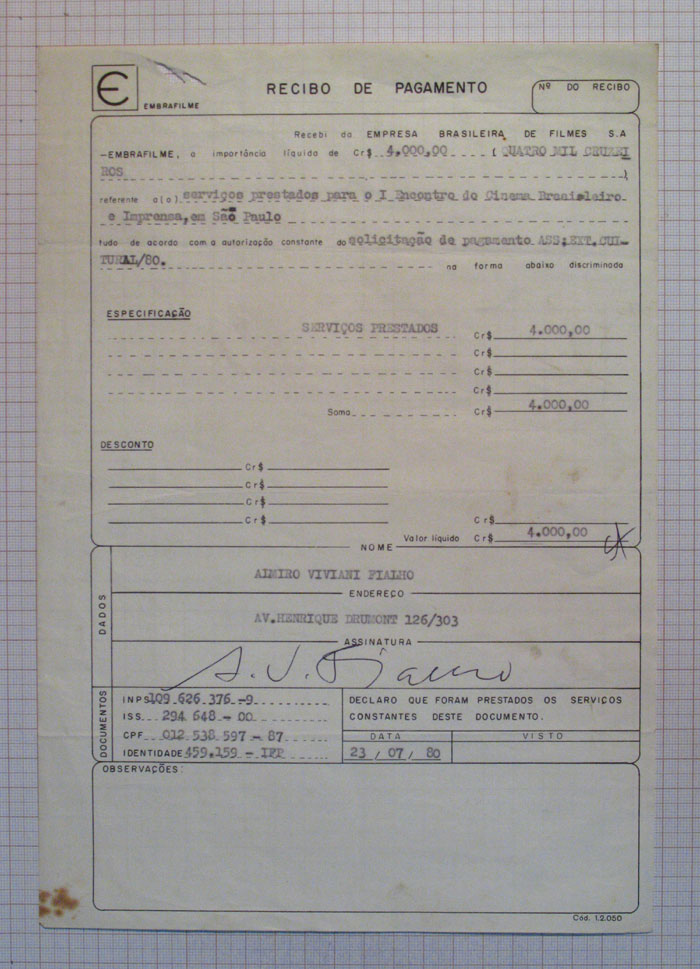 RECIBO DE PAGAMENTO
Nº DO RECIBO
EMBRAFILME
Recebi da EMPRESA BRASILEIRA DE FILMES S.A
-EMBRAFILME, a importância líquida de Cr$ 4,000,00 ( QUATRO MIL CRUZEI
ROS )
referente a(o) serviços prestados para o I Encontro do Cinema Brasileiro
e Imprensa, em São Paulo
tudo de acordo com a autorização constante da solicitação de pagamento ASS:EXT.CUL-
TURAL/80. na forma abaixo discriminada
ESPECIFICAÇÃO
SERVIÇOS PRESTADOS Cr$ 4.000,00
Cr$
Cr$
Cr$
Soma Cr$ 4.000,00
DESCONTO
Cr$
Cr$
Cr$
Cr$ Cr$
Valor líquido Cr$ 4.000,00
NOME
DADOS
ALMIRO VIVIANI FIALHO
ENDEREÇO
AV.HENRIQUE DRUMONT 126/303
ASSINATURA
DOCUMENTOS
INPS 109 626 376 -9
ISS 294 648 - 00
CPF 012 538 597 - 87
IDENTIDADE 459.159 - IFP
DECLARO QUE FORAM PRESTADOS OS SERVIÇOS
CONSTANTES DESTE DOCUMENTO.
DATA VISTO
23 / 07 / 80
OBSERVAÇÕES:
Cód. 1.2.050